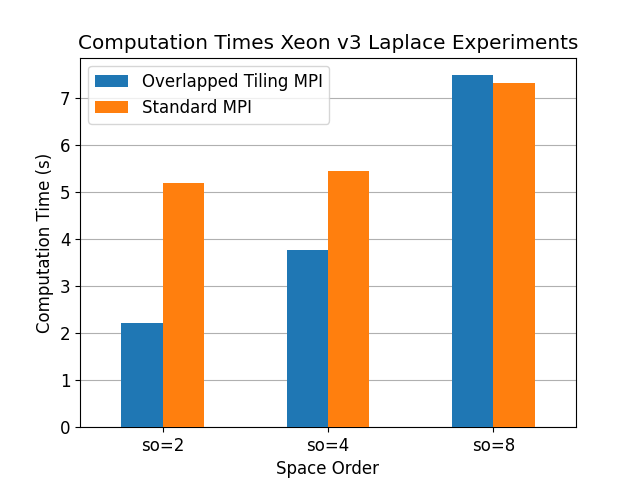 Computation Times Xeon v3 Laplace Experiments
Overlapped Tiling MPI
Standard MPI
Computation Time (s)
7
6
5
4
3
2
1
0
so=2 so=4 so=8
Space Order